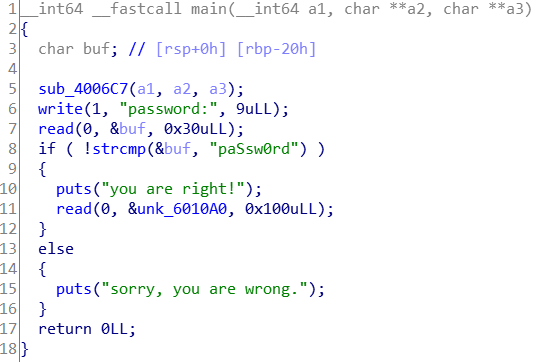 1 __int64 __fastcall main(__int64 a1, char **a2, char **a3)
2 {
3   char buf; // [rsp+0h] [rbp-20h]
4
5   sub_4006C7(a1, a2, a3);
6   write(1, "password:", 9uLL);
7   read(0, &buf, 0x30uLL);
8   if ( !strcmp(&buf, "paSsw0rd") )
9   {
10     puts("you are right!");
11     read(0, &unk_6010A0, 0x100uLL);
12   }
13   else
14   {
15     puts("sorry, you are wrong.");
16   }
17   return 0LL;
18 }